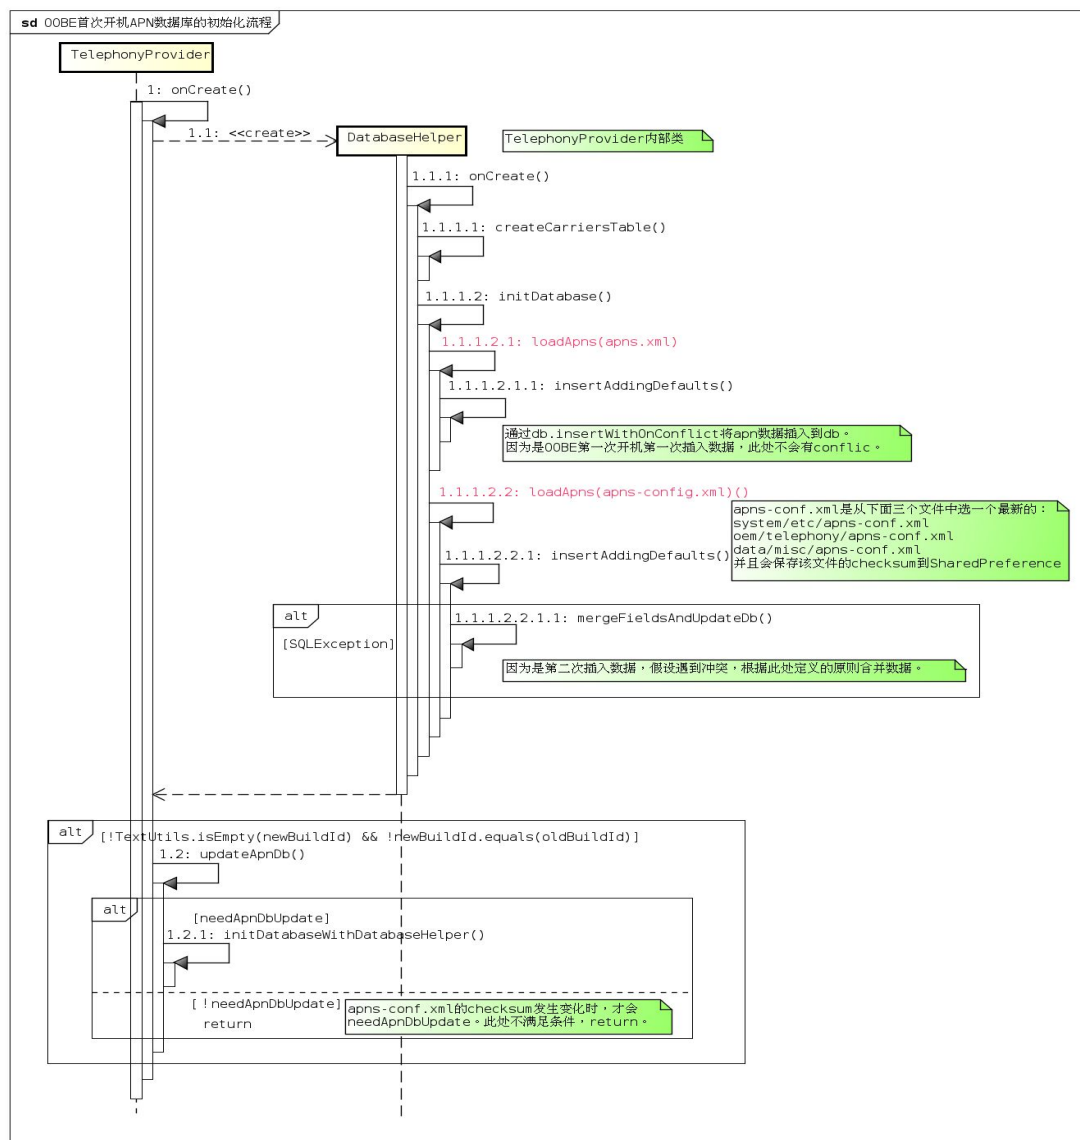 sd OOBE首次开机APN数据库的初始化流程
TelephonyProvider
1: onCreate()
1.1: <<create>>
DatabaseHelper
TelephonyProvider内部类
1.1.1: onCreate()
1.1.1.1: createCarriersTable()
1.1.1.2: initDatabase()
1.1.1.2.1: loadApns(apns.xml)
1.1.1.2.1.1: insertAddingDefaults()
通过db.insertWithOnConflict将apn数据插入到db。
因为是OOBE第一次开机第一次插入数据，此处不会有conflic。
1.1.1.2.2: loadApns(apns-config.xml)()
apns-conf.xml是从下面三个文件中选一个最新的：
system/etc/apns-conf.xml
oem/telephony/apns-conf.xml
data/misc/apns-conf.xml
并且会保存该文件的checksum到SharedPreference
1.1.1.2.2.1: insertAddingDefaults()
alt
[SQLException]
1.1.1.2.2.1.1: mergeFieldsAndUpdateDb()
因为是第二次插入数据，假设遇到冲突，根据此处定义的原则合并数据。
alt
[!TextUtils.isEmpty(newBuildId) && !newBuildId.equals(oldBuildId)]
1.2: updateApnDb()
alt
[needApnDbUpdate]
1.2.1: initDatabaseWithDatabaseHelper()
[!needApnDbUpdate]
return
apns-conf.xml的checksum发生变化时，才会
needApnDbUpdate。此处不满足条件，return。